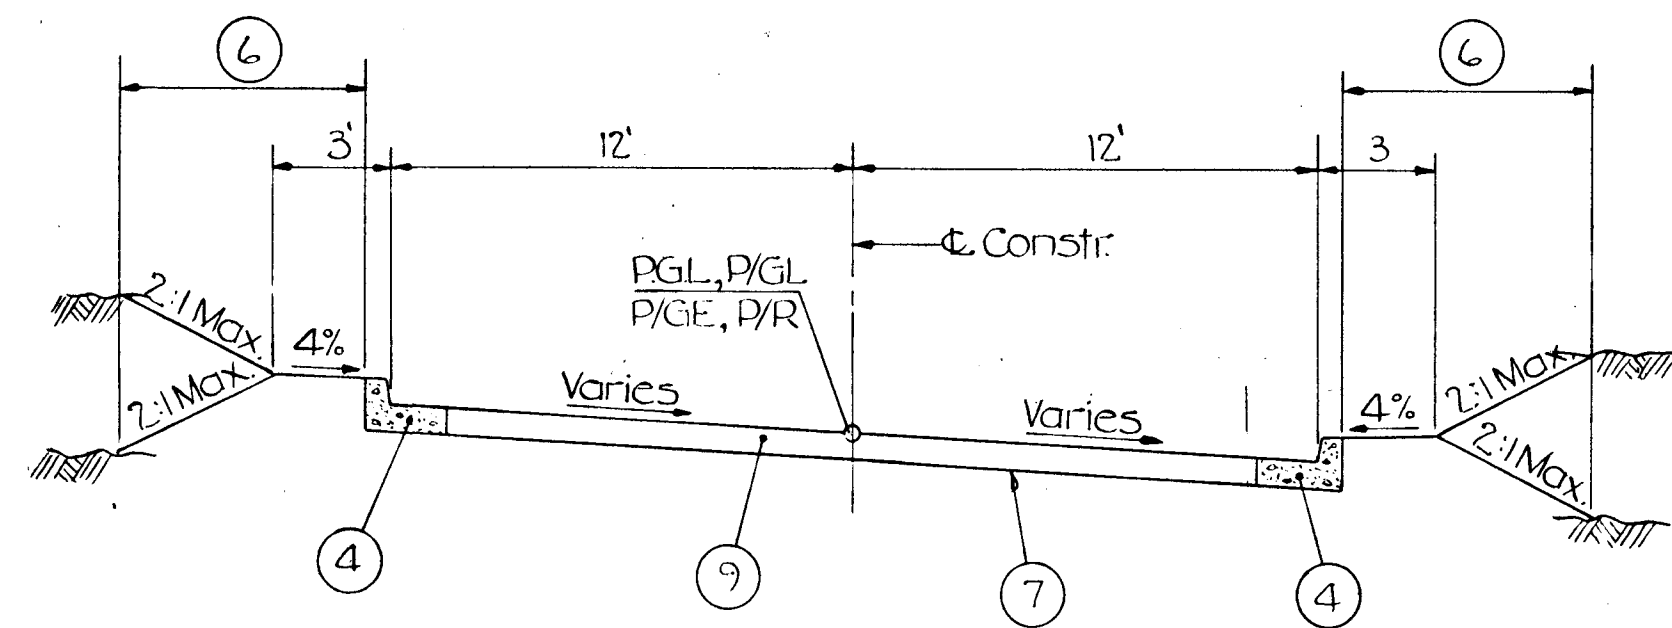 6
6
3'
12'
12'
3
℄ Constr.
P.G.L., P/GL
P/GE, P/R
2:1 Max.
4%
2:1 Max.
Varies
Varies
4%
2:1 Max.
2:1 Max.
4
9
7
4